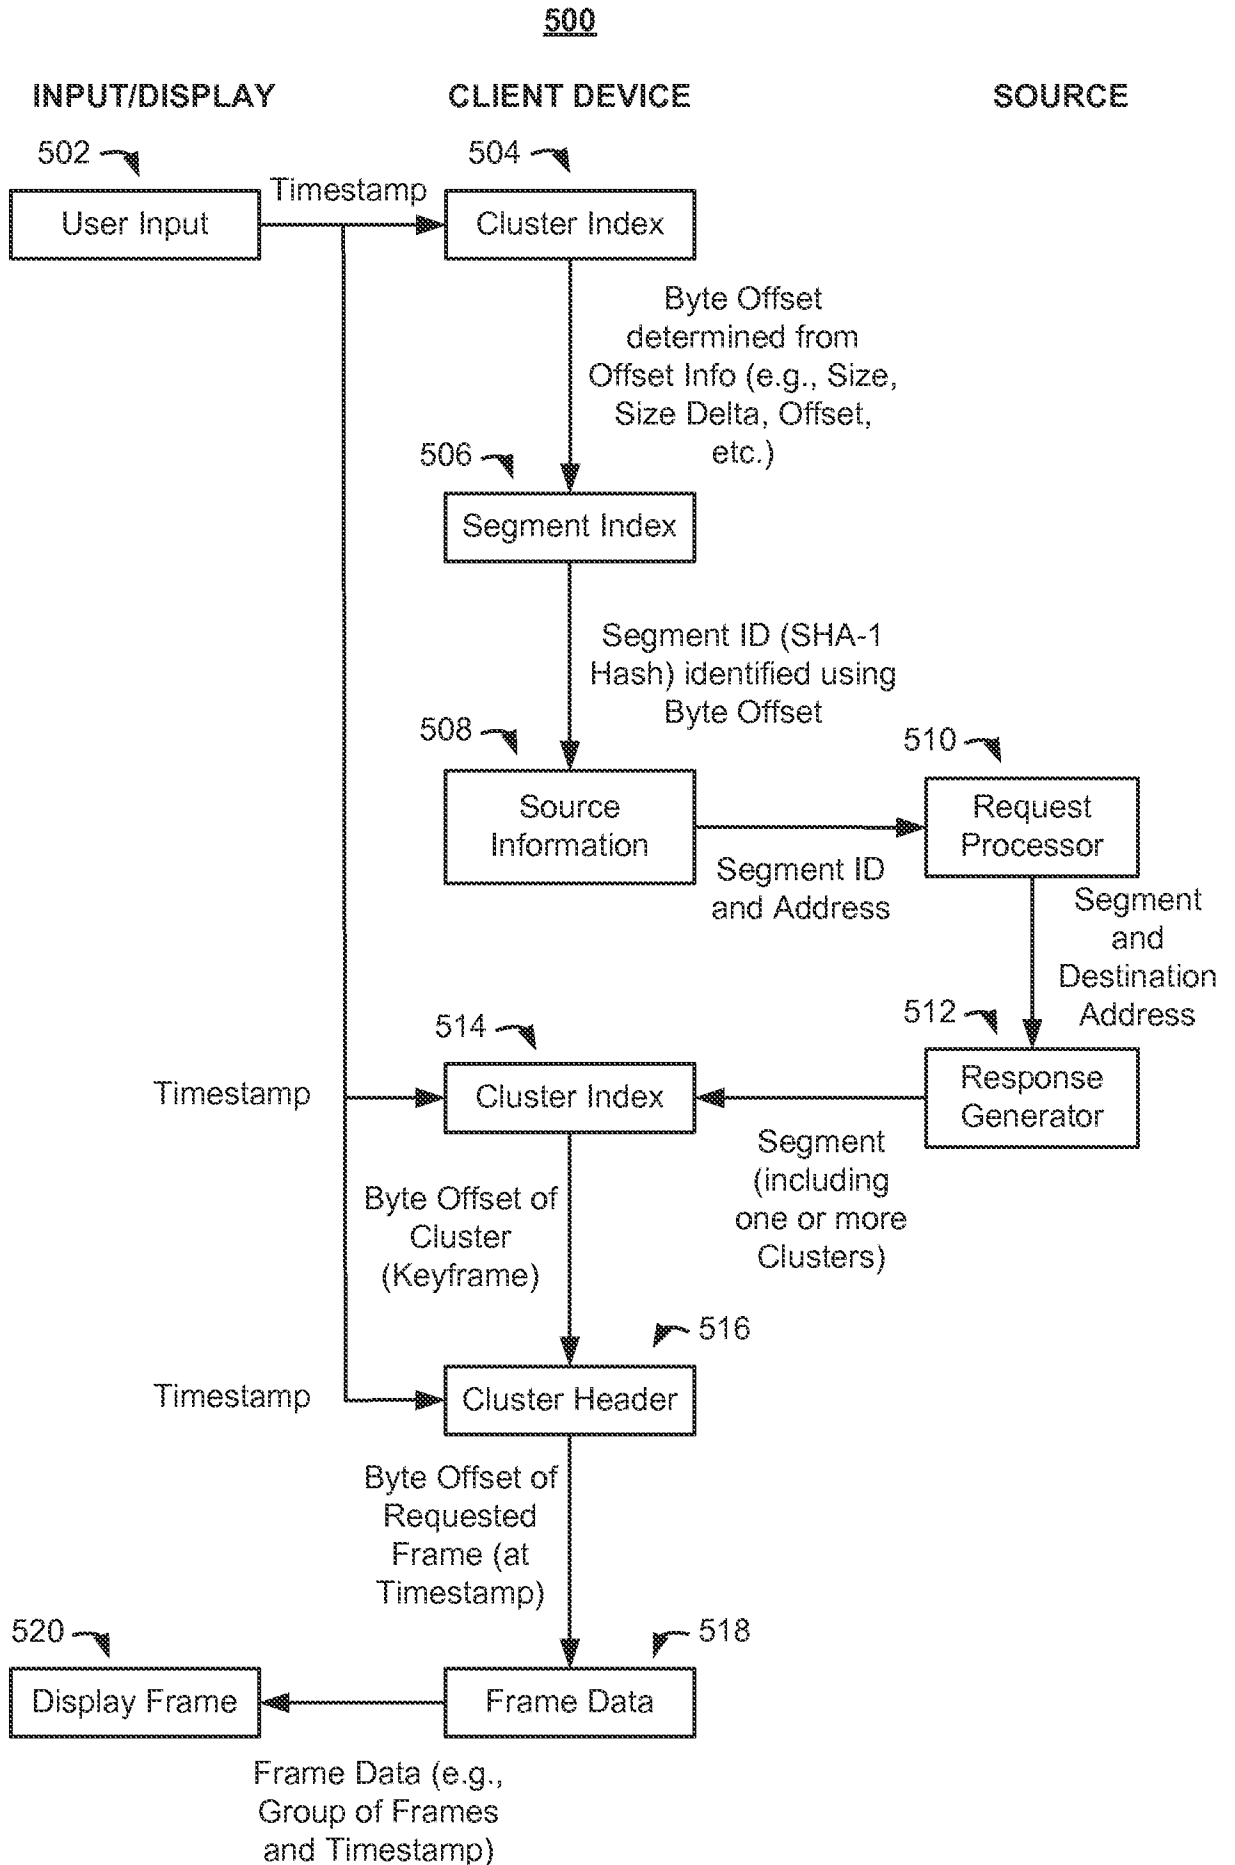 500
INPUT/DISPLAY
CLIENT DEVICE
SOURCE
502
504
User Input
Timestamp
Cluster Index
Byte Offset
determined from
Offset Info (e.g., Size,
Size Delta, Offset,
etc.)
506
Segment Index
Segment ID (SHA-1
Hash) identified using
Byte Offset
508
510
Source
Information
Segment ID
and Address
Request
Processor
Segment
and
Destination
Address
512
514
Timestamp
Cluster Index
Response
Generator
Segment
(including
one or more
Clusters)
Byte Offset of
Cluster
(Keyframe)
516
Timestamp
Cluster Header
Byte Offset of
Requested
Frame (at
Timestamp)
520
518
Display Frame
Frame Data
Frame Data (e.g.,
Group of Frames
and Timestamp)